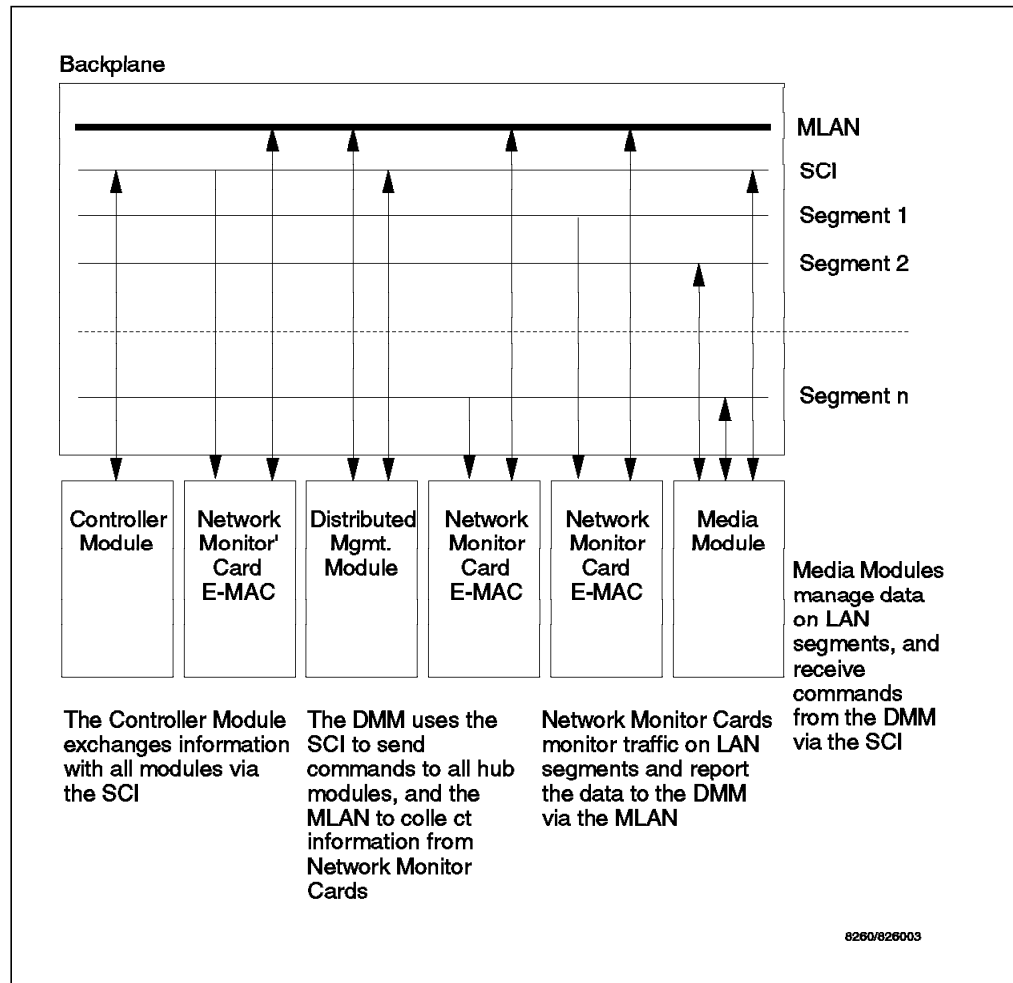 Backplane
MLAN
SCI
Segment 1
Segment 2
Segment n
Controller
Module
Network
Monitor'
Card
E-MAC
Distributed
Mgmt.
Module
Network
Monitor
Card
E-MAC
Network
Monitor
Card
E-MAC
Media
Module
Media Modules
manage data
on LAN
segments, and
receive
commands
from the DMM
via the SCI
The Controller Module
exchanges information
with all modules via
the SCI
The DMM uses the
SCI to send
commands to all hub
modules, and the
MLAN to colle ct
information from
Network Monitor
Cards
Network Monitor Cards
monitor traffic on LAN
segments and report
the data to the DMM
via the MLAN
8260/826003